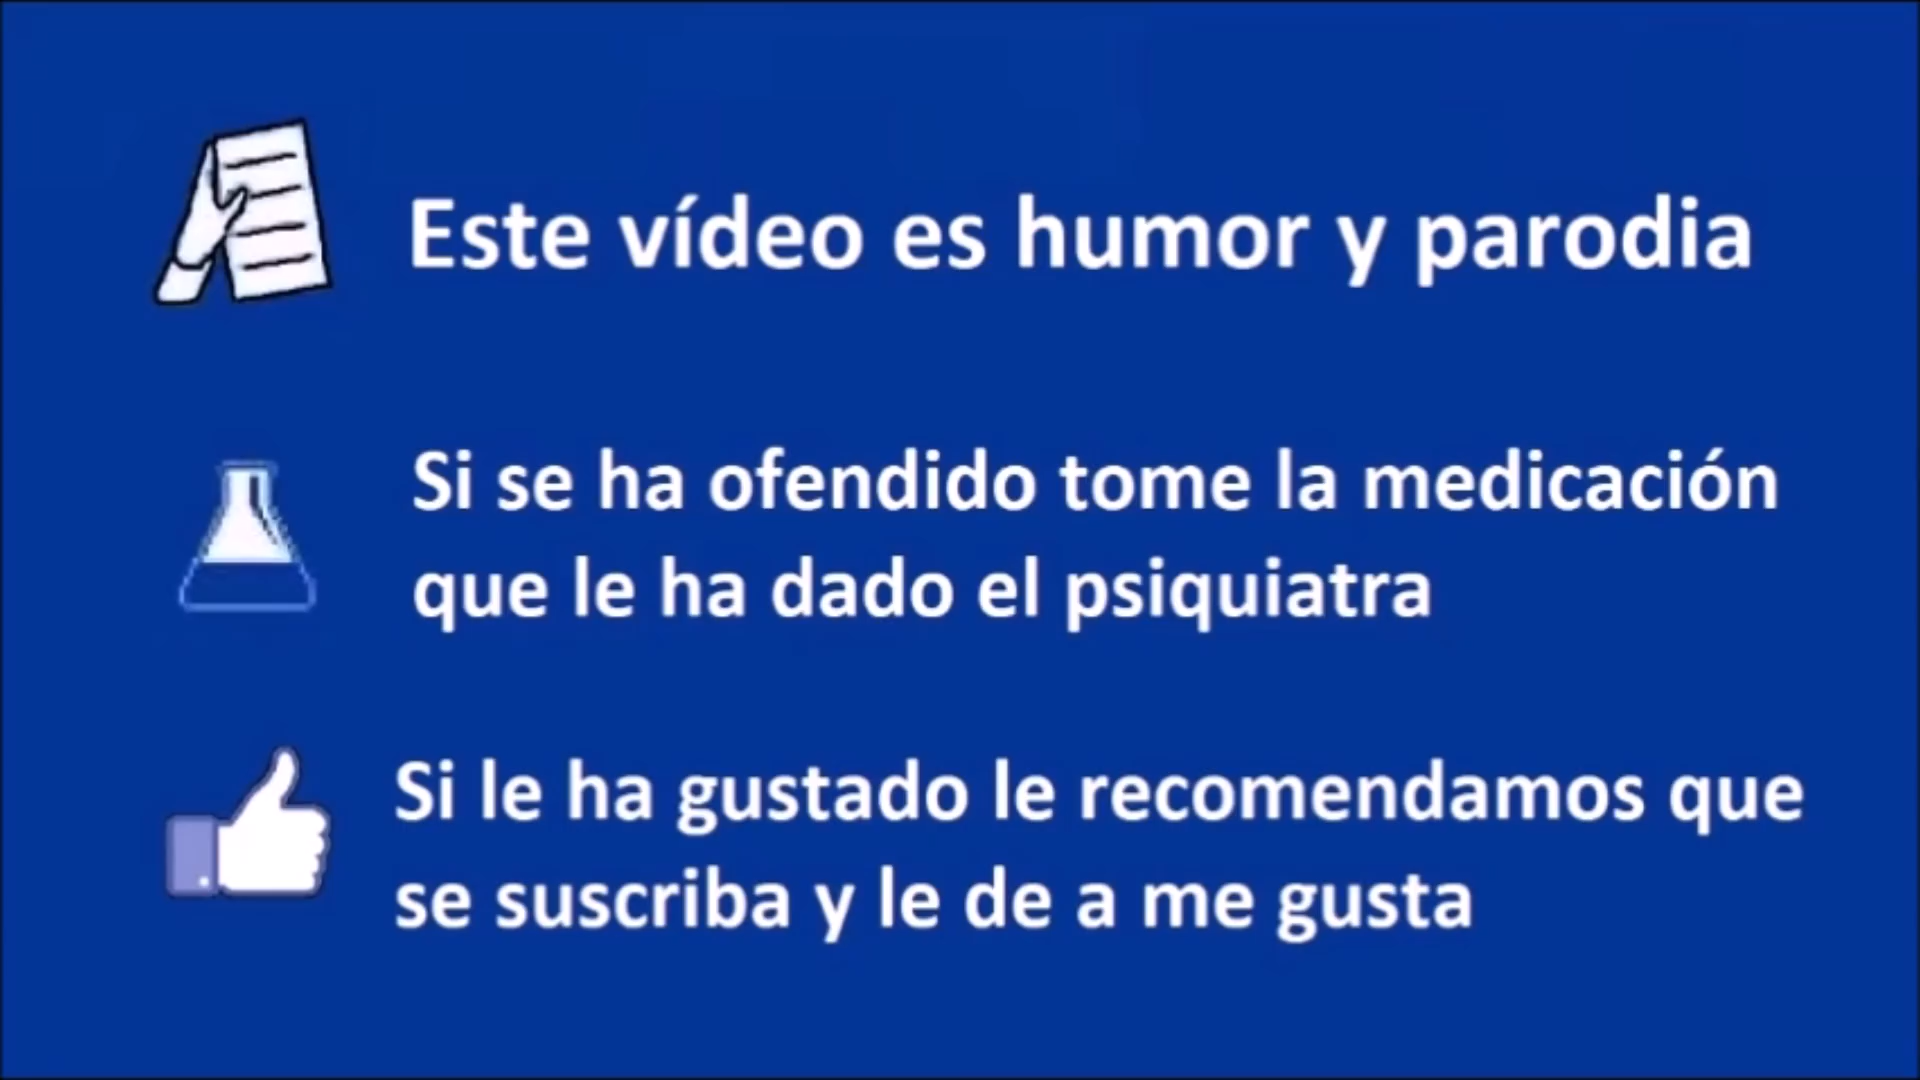 Este vídeo es humor y parodia
Si se ha ofendido tome la medicación
que le ha dado el psiquiatra
Si le ha gustado le recomendamos que
se suscriba y le de a me gusta